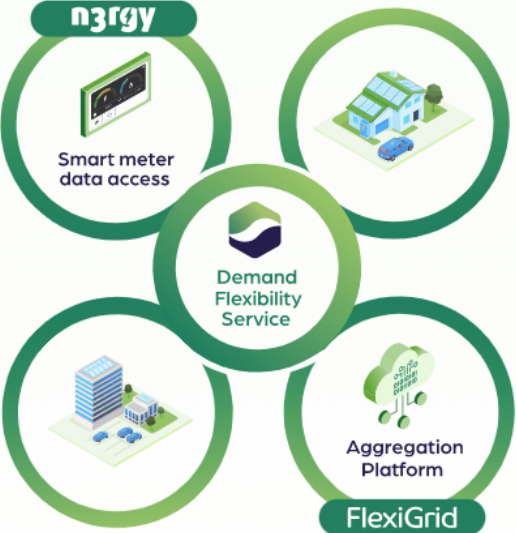 n3rgy
Smart meter
data access
Demand
Flexibility
Service
Aggregation
Platform
FlexiGrid